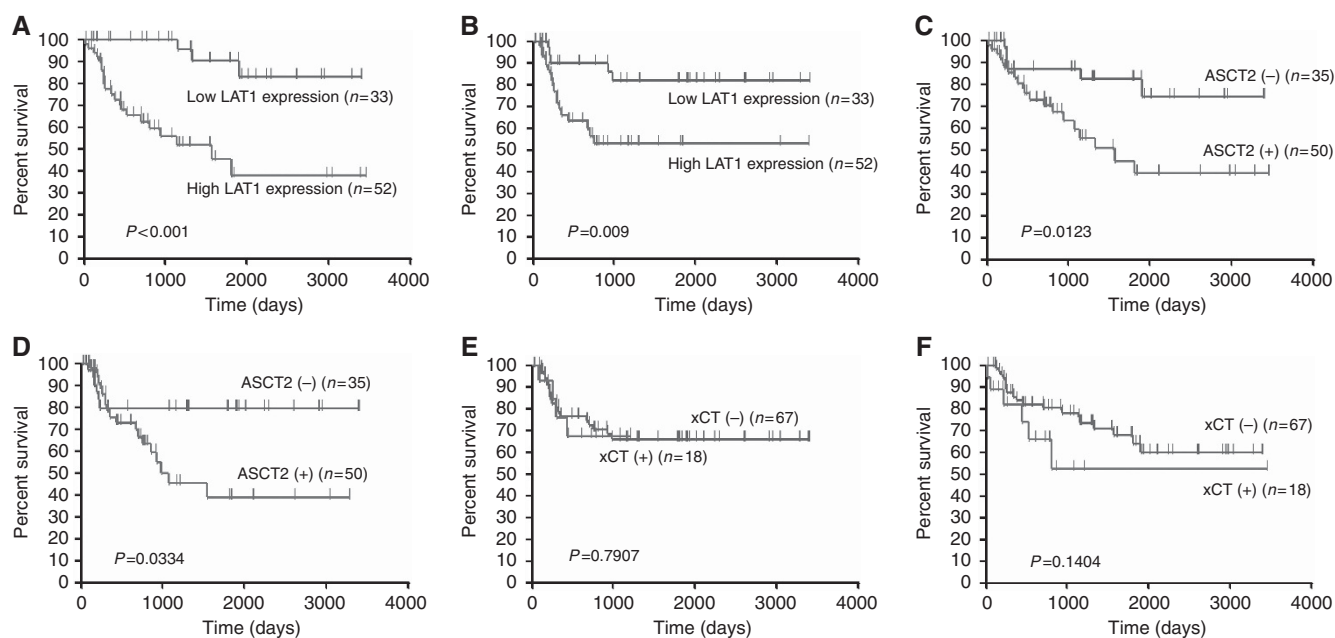 A
Percent survival
100
90
80
70
60
50
40
30
20
10
0
Low LAT1 expression (n=33)
High LAT1 expression (n=52)
P<0.001
0 1000 2000 3000 4000
Time (days)
B
Percent survival
100
90
80
70
60
50
40
30
20
10
0
Low LAT1 expression (n=33)
High LAT1 expression (n=52)
P=0.009
0 1000 2000 3000 4000
Time (days)
C
Percent survival
100
90
80
70
60
50
40
30
20
10
0
ASCT2 (–) (n=35)
ASCT2 (+) (n=50)
P=0.0123
0 1000 2000 3000 4000
Time (days)
D
Percent survival
100
90
80
70
60
50
40
30
20
10
0
ASCT2 (–) (n=35)
ASCT2 (+) (n=50)
P=0.0334
0 1000 2000 3000 4000
Time (days)
E
Percent survival
100
90
80
70
60
50
40
30
20
10
0
xCT (–) (n=67)
xCT (+) (n=18)
P=0.7907
0 1000 2000 3000 4000
Time (days)
F
Percent survival
100
90
80
70
60
50
40
30
20
10
0
xCT (–) (n=67)
xCT (+) (n=18)
P=0.1404
0 1000 2000 3000 4000
Time (days)